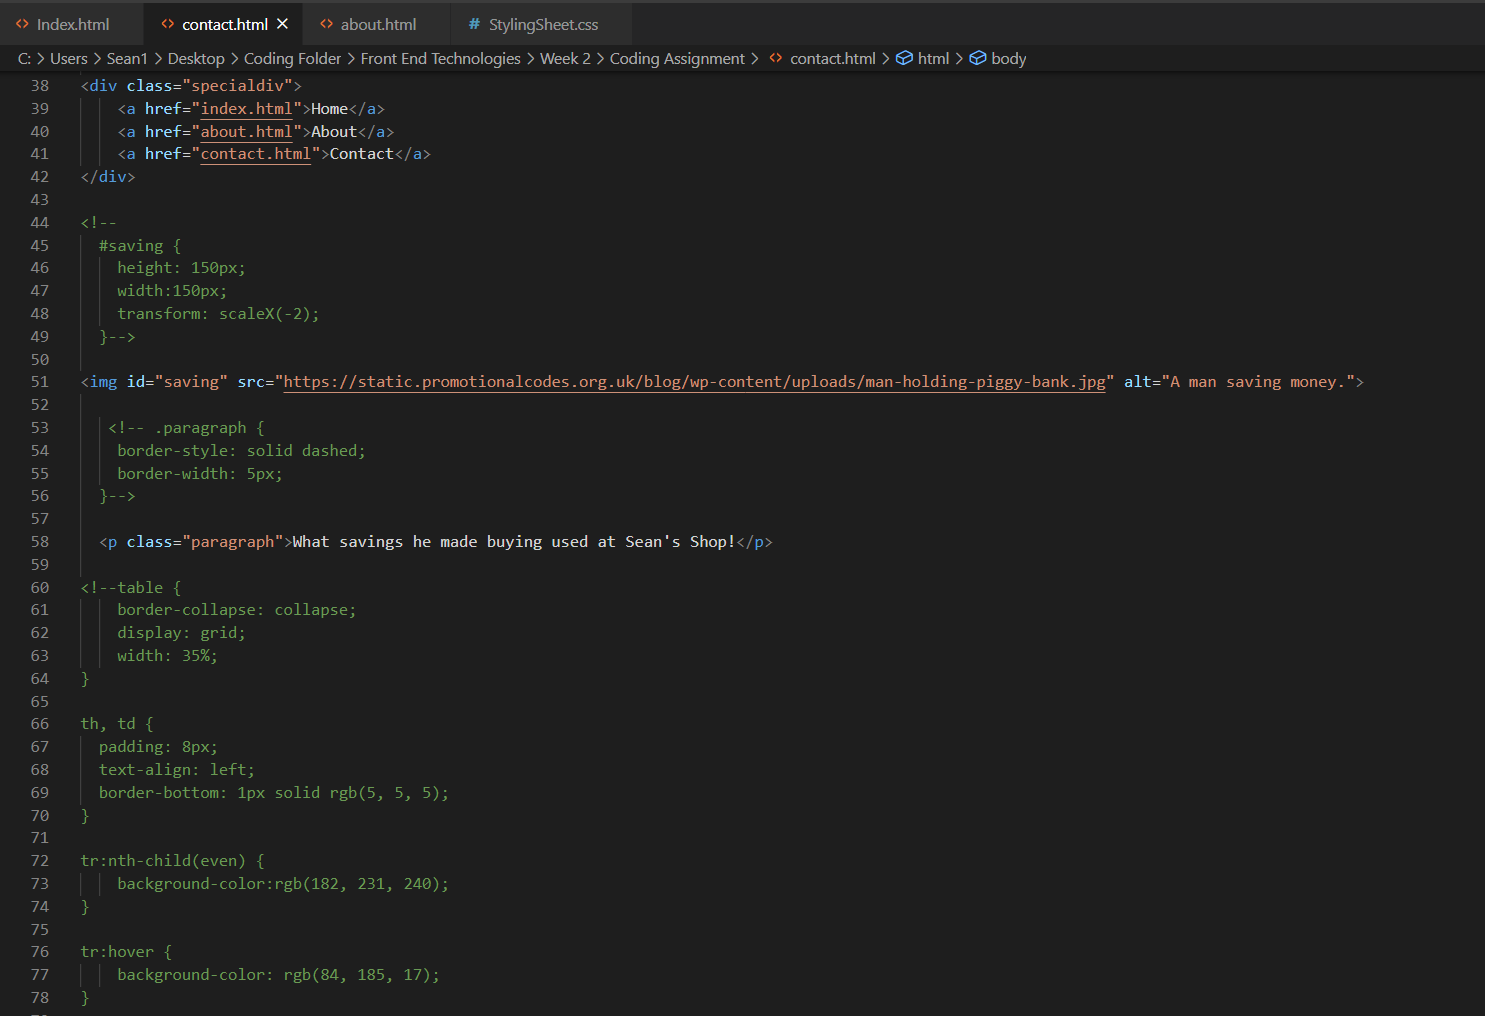 Index.html contact.html about.html # StylingSheet.css
C: > Users > Sean1 > Desktop > Coding Folder > Front End Technologies > Week 2 > Coding Assignment > contact.html > html > body
38 <div class="specialdiv">
39 <a href="index.html">Home</a>
40 <a href="about.html">About</a>
41 <a href="contact.html">Contact</a>
42 </div>
43
44 <!--
45 #saving {
46 height: 150px;
47 width:150px;
48 transform: scaleX(-2);
49 }-->
50
51 <img id="saving" src="https://static.promotionalcodes.org.uk/blog/wp-content/uploads/man-holding-piggy-bank.jpg" alt="A man saving money.">
52
53 <!-- .paragraph {
54 border-style: solid dashed;
55 border-width: 5px;
56 }-->
57
58 <p class="paragraph">What savings he made buying used at Sean's Shop!</p>
59
60 <!--table {
61 border-collapse: collapse;
62 display: grid;
63 width: 35%;
64 }
65
66 th, td {
67 padding: 8px;
68 text-align: left;
69 border-bottom: 1px solid rgb(5, 5, 5);
70 }
71
72 tr:nth-child(even) {
73 background-color:rgb(182, 231, 240);
74 }
75
76 tr:hover {
77 background-color: rgb(84, 185, 17);
78 }